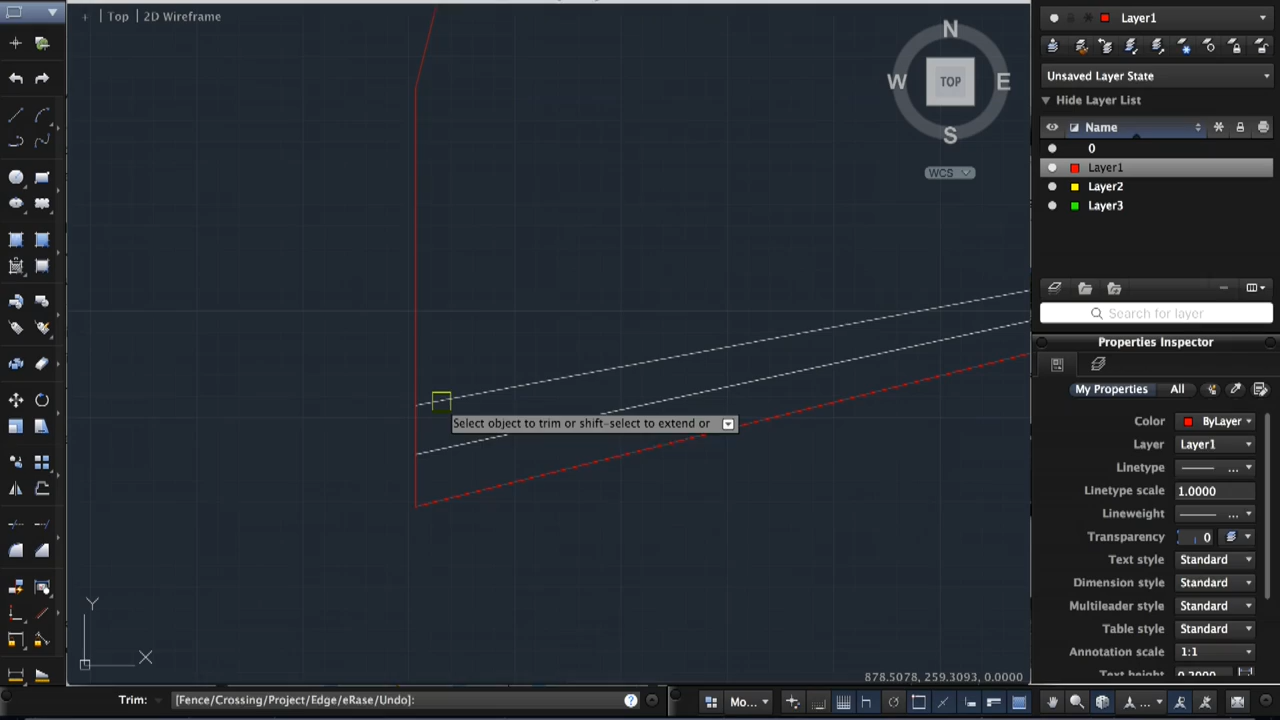 Top | 2D Wireframe
N
W
TOP
E
S
WCS
Select object to trim or shift-select to extend or
Y
X
878.5078, 259.3093, 0.0000
Trim:
[Fence/Crossing/Project/Edge/eRase/Undo]:
?
Mo...
...
Layer1
Unsaved Layer State
Hide Layer List
Name
0
Layer1
Layer2
Layer3
Search for layer
Properties Inspector
My Properties
All
Color ByLayer
Layer Layer1
Linetype ...
Linetype scale 1.0000
Lineweight ...
Transparency 0
Text style Standard
Dimension style Standard
Multileader style Standard
Table style Standard
Annotation scale 1:1
Text height 0.2000